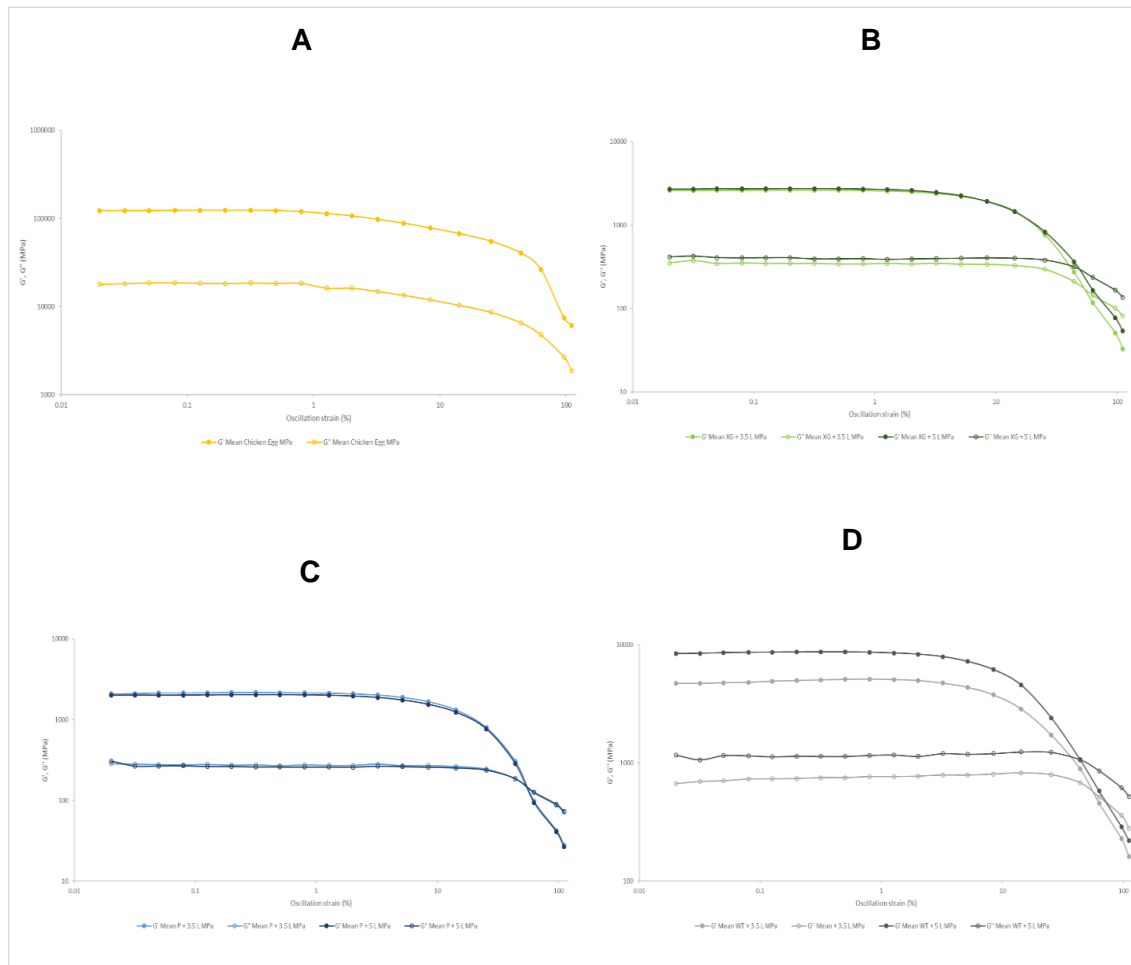 A
1000000
100000
10000
1000
G', G'' (MPa)
0.01 0.1 1 10 100
Oscillation strain (%)
G' Mean Chicken Egg MPa G'' Mean Chicken Egg MPa
B
10000
1000
100
10
G', G'' (MPa)
0.01 0.1 1 10 100
Oscillation strain (%)
G' Mean XG + 3.5 L MPa G'' Mean XG + 3.5 L MPa G' Mean XG + 5 L MPa G'' Mean XG + 5 L MPa
C
10000
1000
100
10
G', G'' (MPa)
0.01 0.1 1 10 100
Oscillation strain (%)
G' Mean P + 3.5 L MPa G'' Mean P + 3.5 L MPa G' Mean P + 5 L MPa G'' Mean P + 5 L MPa
D
10000
1000
100
G', G'' (MPa)
0.01 0.1 1 10 100
Oscillation strain (%)
G' Mean WT + 3.5 L MPa G'' Mean + 3.5 L MPa G' Mean WT + 5 L MPa G'' Mean WT + 5 L MPa